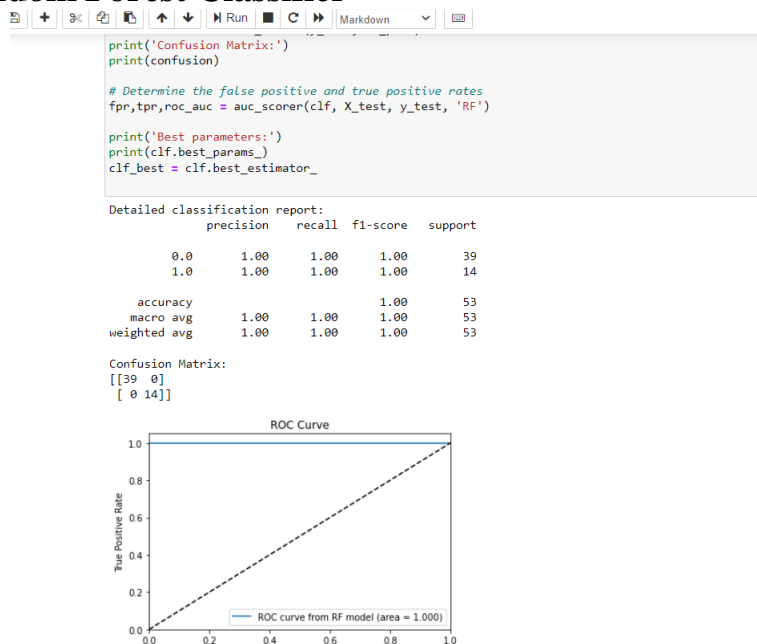 Run Markdown
print('Confusion Matrix:')
print(confusion)
# Determine the false positive and true positive rates
fpr,tpr,roc_auc = auc_scorer(clf, X_test, y_test, 'RF')
print('Best parameters:')
print(clf.best_params_)
clf_best = clf.best_estimator_
Detailed classification report:
precision recall f1-score support
0.0 1.00 1.00 1.00 39
1.0 1.00 1.00 1.00 14
accuracy 1.00 53
macro avg 1.00 1.00 1.00 53
weighted avg 1.00 1.00 1.00 53
Confusion Matrix:
[[39 0]
[ 0 14]]
ROC Curve
1.0
0.8
0.6
0.4
0.2
0.0
True Positive Rate
ROC curve from RF model (area = 1.000)
0.0 0.2 0.4 0.6 0.8 1.0